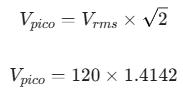 V_pico = V_rms × √2
V_pico = 120 × 1.4142